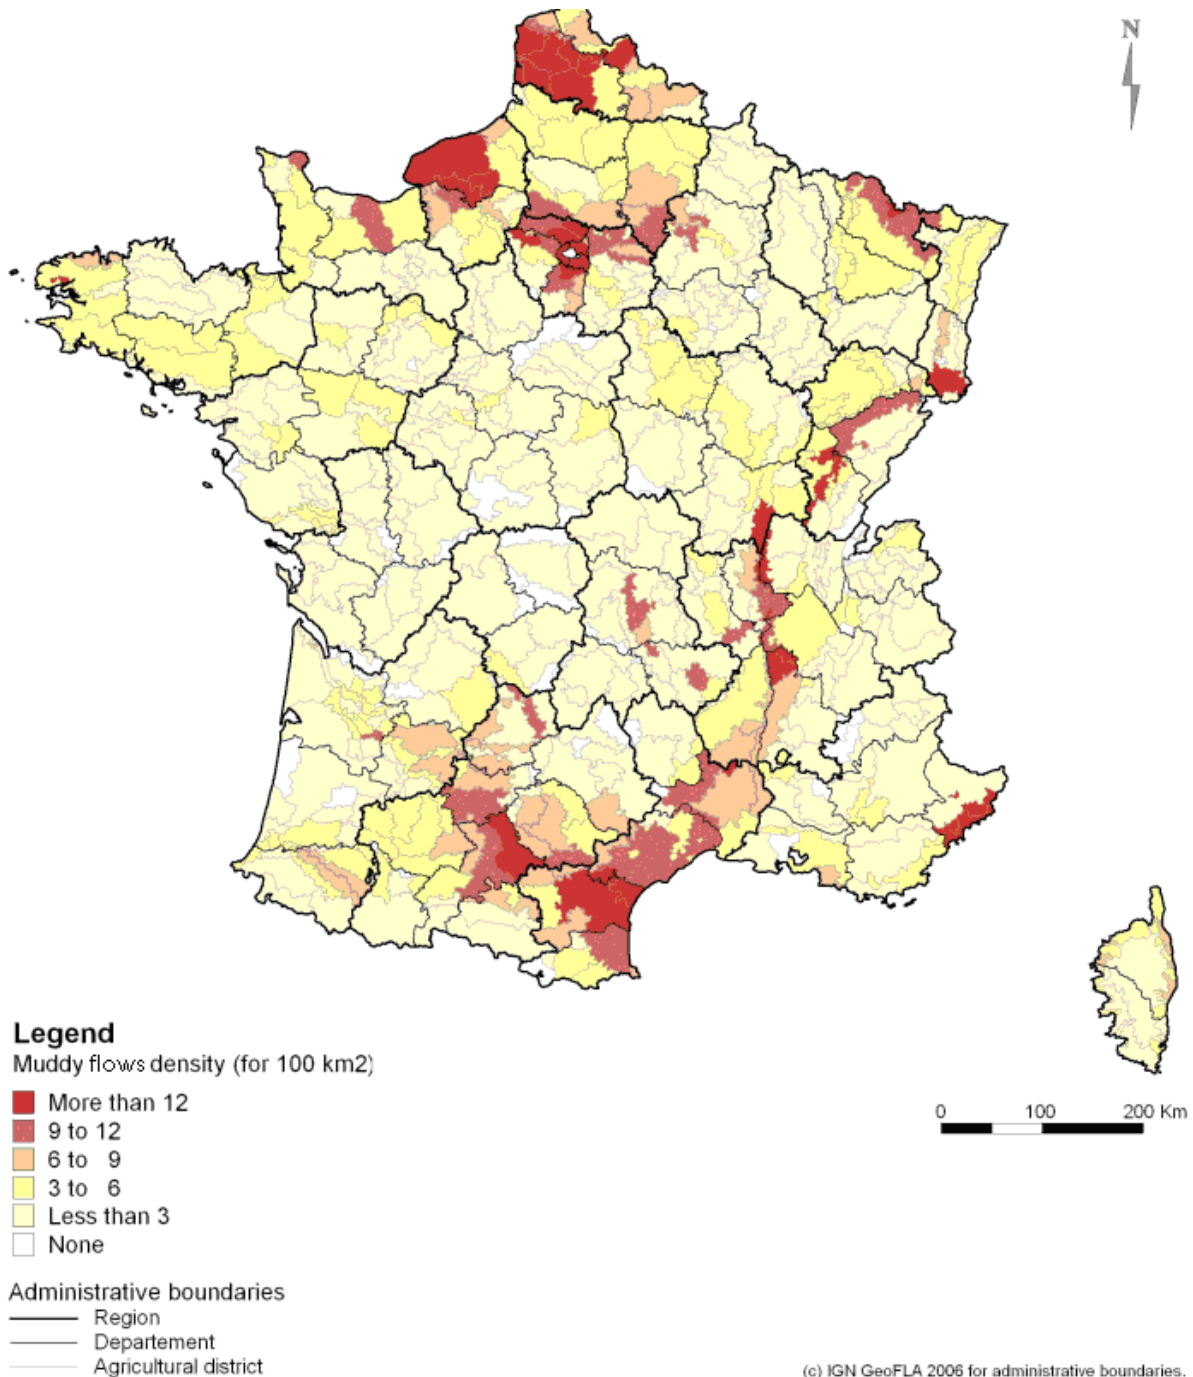 N
Legend
Muddy flows density (for 100 km2)
More than 12
9 to 12
6 to 9
3 to 6
Less than 3
None
0 100 200 Km
Administrative boundaries
Region
Departement
Agricultural district
(c) IGN GeoFLA 2006 for administrative boundaries.